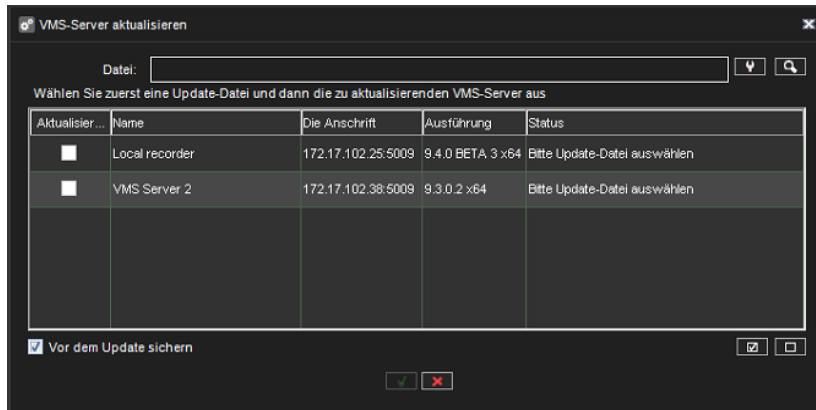 VMS-Server aktualisieren
Datei:
Wählen Sie zuerst eine Update-Datei und dann die zu aktualisierenden VMS-Server aus
Aktualisier... Name Die Anschrift Ausführung Status
Local recorder 172.17.102.25:5009 9.4.0 BETA 3 x64 Bitte Update-Datei auswählen
VMS Server 2 172.17.102.38:5009 9.3.0.2 x64 Bitte Update-Datei auswählen
Vor dem Update sichern